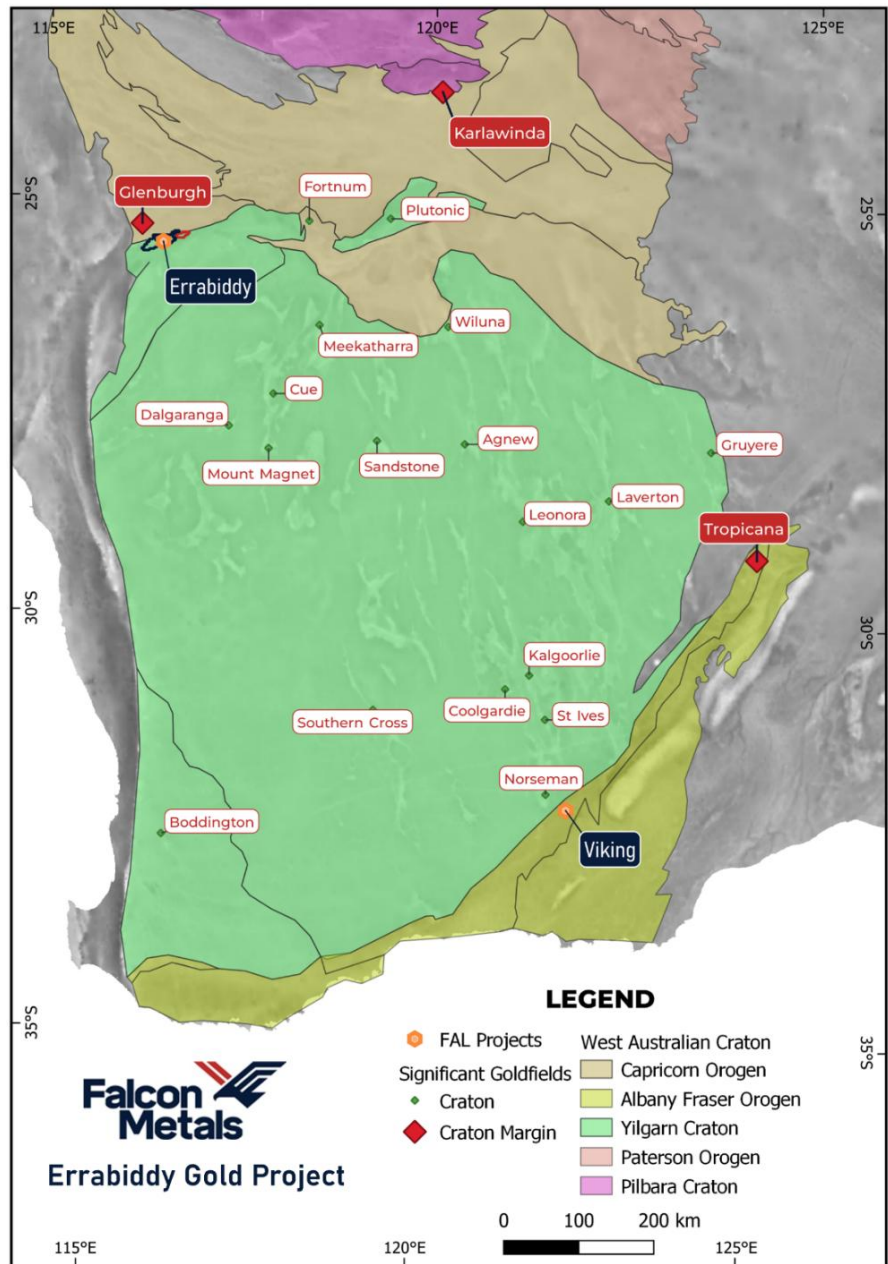 115°E
120°E
125°E
Karlawinda
Fortnum
Glenburgh
25°S
Plutonic
25°S
Errabiddy
Wiluna
Meekatharra
Cue
Dalgaranga
Agnew
Gruyere
Mount Magnet
Sandstone
Laverton
Leonora
Tropicana
30°S
30°S
Kalgoorlie
Coolgardie
St Ives
Southern Cross
Norseman
Boddington
Viking
35°S
35°S
LEGEND
FAL Projects
Significant Goldfields
Craton
Craton Margin
West Australian Craton
Capricorn Orogen
Albany Fraser Orogen
Yilgarn Craton
Paterson Orogen
Pilbara Craton
Falcon
Metals
Errabiddy Gold Project
0 100 200 km
115°E
120°E
125°E